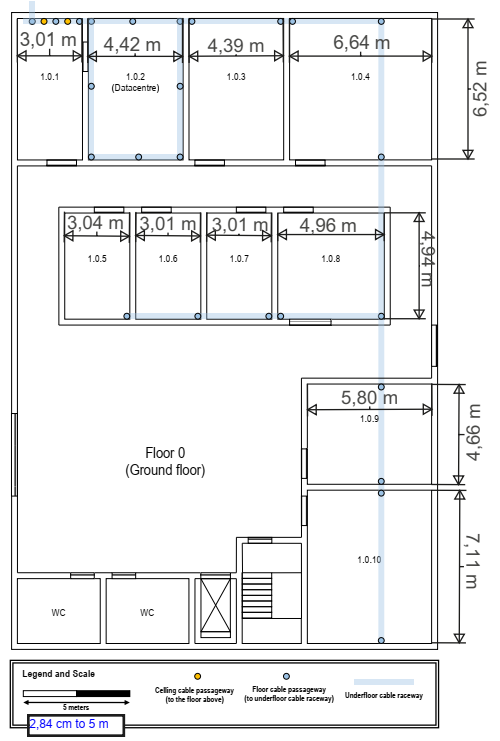 3,01 m
4,42 m
4,39 m
6,64 m
6,52 m
1.0.1
1.0.2
(Datacentre)
1.0.3
1.0.4
3,04 m
3,01 m
3,01 m
4,96 m
4,94 m
1.0.5
1.0.6
1.0.7
1.0.8
5,80 m
1.0.9
4,66 m
Floor 0
(Ground floor)
1.0.10
7,11 m
WC
WC
Legend and Scale
5 meters
2,84 cm to 5 m
Celling cable passageway
(to the floor above)
Floor cable passageway
(to underfloor cable raceway)
Underfloor cable raceway